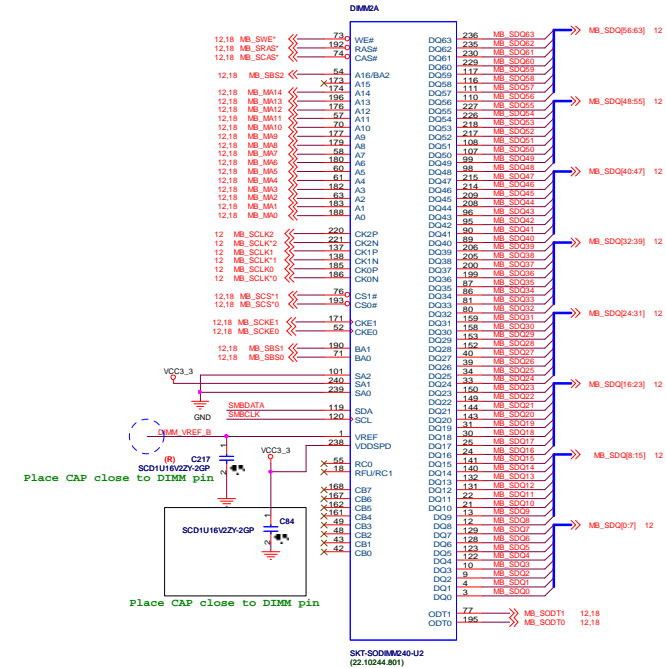 DIMM2A
12,18 MB_SWE* 73 WE#
12,18 MB_SRAS* 192 RAS#
12,18 MB_SCAS* 74 CAS#
12,18 MB_SBS2 54 A16/BA2
173 A15
12,18 MB_MA14 174 A14
12,18 MB_MA13 196 A13
12,18 MB_MA12 176 A12
12,18 MB_MA11 57 A11
12,18 MB_MA10 70 A10
12,18 MB_MA9 177 A9
12,18 MB_MA8 179 A8
12,18 MB_MA7 58 A7
12,18 MB_MA6 180 A6
12,18 MB_MA5 60 A5
12,18 MB_MA4 61 A4
12,18 MB_MA3 182 A3
12,18 MB_MA2 63 A2
12,18 MB_MA1 183 A1
12,18 MB_MA0 188 A0
12 MB_SCLK2 220 CK2P
12 MB_SCLK*2 221 CK2N
12 MB_SCLK1 137 CK1P
12 MB_SCLK*1 138 CK1N
12 MB_SCLK0 185 CK0P
12 MB_SCLK*0 186 CK0N
12,18 MB_SCS*1 76 CS1#
12,18 MB_SCS*0 193 CS0#
12,18 MB_SCKE1 171 CKE1
12,18 MB_SCKE0 52 CKE0
12,18 MB_SBS1 190 BA1
12,18 MB_SBS0 71 BA0
VCC3_3
101 SA2
240 SA1
239 SA0
GND
SMBDATA 119 SDA
SMBCLK 120 SCL
DIMM_VREF_B 1 VREF
238 VDDSPD
VCC3_3
(R) C217
SCD1U16V2ZY-2GP
1
2
Place CAP close to DIMM pin
55 RC0
18 RFU/RC1
168 CB7
167 CB6
162 CB5
161 CB4
49 CB3
48 CB2
43 CB1
42 CB0
SCD1U16V2ZY-2GP
C84
1
2
Place CAP close to DIMM pin
DQ63 236 MB_SDQ63
DQ62 235 MB_SDQ62
DQ61 230 MB_SDQ61
DQ60 229 MB_SDQ60
DQ59 117 MB_SDQ59
DQ58 116 MB_SDQ58
DQ57 111 MB_SDQ57
DQ56 110 MB_SDQ56
DQ55 227 MB_SDQ55
DQ54 226 MB_SDQ54
DQ53 218 MB_SDQ53
DQ52 217 MB_SDQ52
DQ51 108 MB_SDQ51
DQ50 107 MB_SDQ50
DQ49 99 MB_SDQ49
DQ48 98 MB_SDQ48
DQ47 215 MB_SDQ47
DQ46 214 MB_SDQ46
DQ45 209 MB_SDQ45
DQ44 208 MB_SDQ44
DQ43 96 MB_SDQ43
DQ42 95 MB_SDQ42
DQ41 90 MB_SDQ41
DQ40 89 MB_SDQ40
DQ39 206 MB_SDQ39
DQ38 205 MB_SDQ38
DQ37 200 MB_SDQ37
DQ36 199 MB_SDQ36
DQ35 87 MB_SDQ35
DQ34 86 MB_SDQ34
DQ33 81 MB_SDQ33
DQ32 80 MB_SDQ32
DQ31 159 MB_SDQ31
DQ30 158 MB_SDQ30
DQ29 153 MB_SDQ29
DQ28 152 MB_SDQ28
DQ27 40 MB_SDQ27
DQ26 39 MB_SDQ26
DQ25 34 MB_SDQ25
DQ24 33 MB_SDQ24
DQ23 150 MB_SDQ23
DQ22 149 MB_SDQ22
DQ21 144 MB_SDQ21
DQ20 143 MB_SDQ20
DQ19 31 MB_SDQ19
DQ18 30 MB_SDQ18
DQ17 25 MB_SDQ17
DQ16 24 MB_SDQ16
DQ15 141 MB_SDQ15
DQ14 140 MB_SDQ14
DQ13 132 MB_SDQ13
DQ12 131 MB_SDQ12
DQ11 22 MB_SDQ11
DQ10 21 MB_SDQ10
DQ9 13 MB_SDQ9
DQ8 12 MB_SDQ8
DQ7 129 MB_SDQ7
DQ6 128 MB_SDQ6
DQ5 123 MB_SDQ5
DQ4 122 MB_SDQ4
DQ3 10 MB_SDQ3
DQ2 9 MB_SDQ2
DQ1 4 MB_SDQ1
DQ0 3 MB_SDQ0
ODT1 77 MB_SODT1 12,18
ODT0 195 MB_SODT0 12,18
MB_SDQ[56:63] 12
MB_SDQ[48:55] 12
MB_SDQ[40:47] 12
MB_SDQ[32:39] 12
MB_SDQ[24:31] 12
MB_SDQ[16:23] 12
MB_SDQ[8:15] 12
MB_SDQ[0:7] 12
SKT-SODIMM240-U2
(22.10244.801)